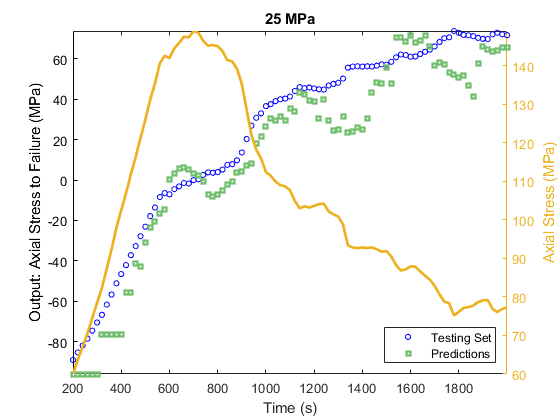 25 MPa
Output: Axial Stress to Failure (MPa)
60
40
20
0
-20
-40
-60
-80
140
130
120
110
100
90
80
70
60
Axial Stress (MPa)
Testing Set
Predictions
200 400 600 800 1000 1200 1400 1600 1800
Time (s)